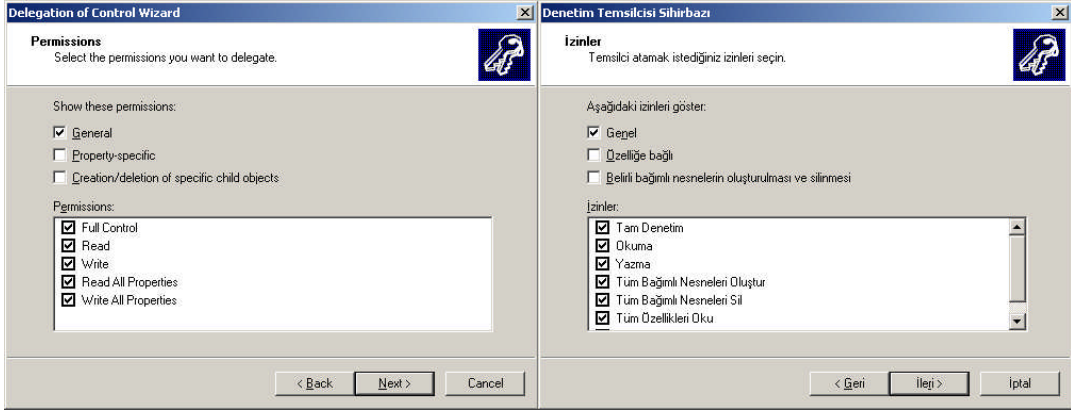 Delegation of Control Wizard
Permissions
Select the permissions you want to delegate.
Show these permissions:
General
Property-specific
Creation/deletion of specific child objects
Permissions:
Full Control
Read
Write
Read All Properties
Write All Properties
< Back
Next >
Cancel
Denetim Temsilcisi Sihirbazı
İzinler
Temsilci atamak istediğiniz izinleri seçin.
Aşağıdaki izinleri göster:
Genel
Özelliğe bağlı
Belirli bağımlı nesnelerin oluşturulması ve silinmesi
İzinler:
Tam Denetim
Okuma
Yazma
Tüm Bağımlı Nesneleri Oluştur
Tüm Bağımlı Nesneleri Sil
Tüm Özellikleri Oku
< Geri
İleri >
İptal